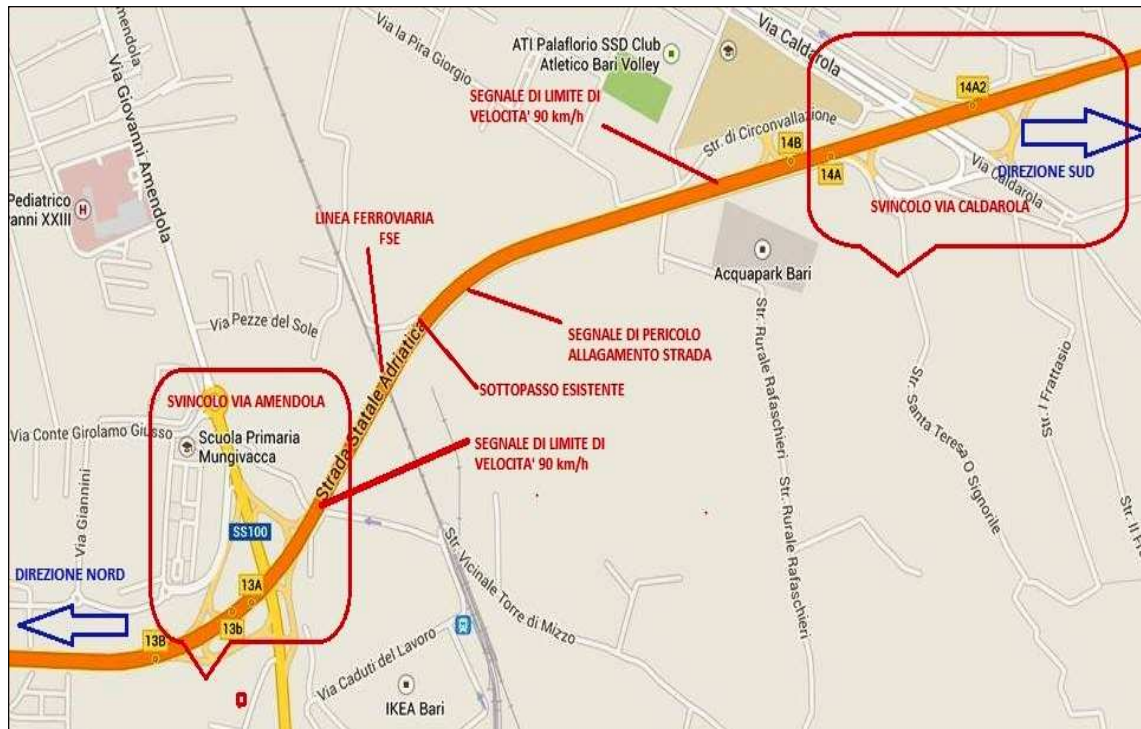 Amendola
Via Giovanni Amendola
Via la Pira Giorgio
ATI Palaflorio SSD Club
Atletico Bari Volley
Via Caldarola
14A2
SEGNALE DI LIMITE DI
VELOCITA' 90 km/h
Str. di Circonvallazione
14B
14A
DIREZIONE SUD
Via Caldarola
SVINCOLO VIA CALDAROLA
Pediatrico
anni XXIII
H
LINEA FERROVIARIA
FSE
Acquapark Bari
Via Pezze del Sole
SEGNALE DI PERICOLO
ALLAGAMENTO STRADA
SOTTOPASSO ESISTENTE
Strada Statale Adriatica
SVINCOLO VIA AMENDOLA
Via Conte Girolamo Giusso
Scuola Primaria
Mungivacca
SEGNALE DI LIMITE DI
VELOCITA' 90 km/h
Via Giannini
SS100
Str. Rurale Rafaschieri
Str. Rurale Rafaschieri
Str. Santa Teresa O Signorile
Str. I Frattasio
Str. II
DIREZIONE NORD
13A
13b
13B
Str. Vicinale Torre di Mizzo
Via Caduti del Lavoro
IKEA Bari